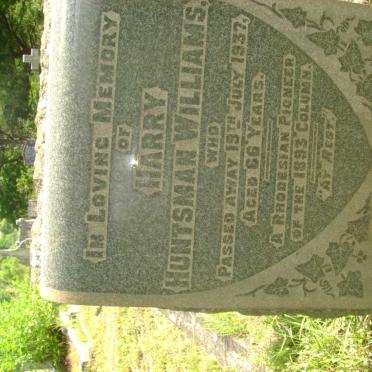 IN LOVING MEMORY
OF
HARRY
HUNTSMAN WILLIAMS,
WHO
PASSED AWAY 19TH JULY 1937.
AGED 66 YEARS.
A RHODESIAN PIONEER
OF THE 1893 COLUMN.
"AT REST"